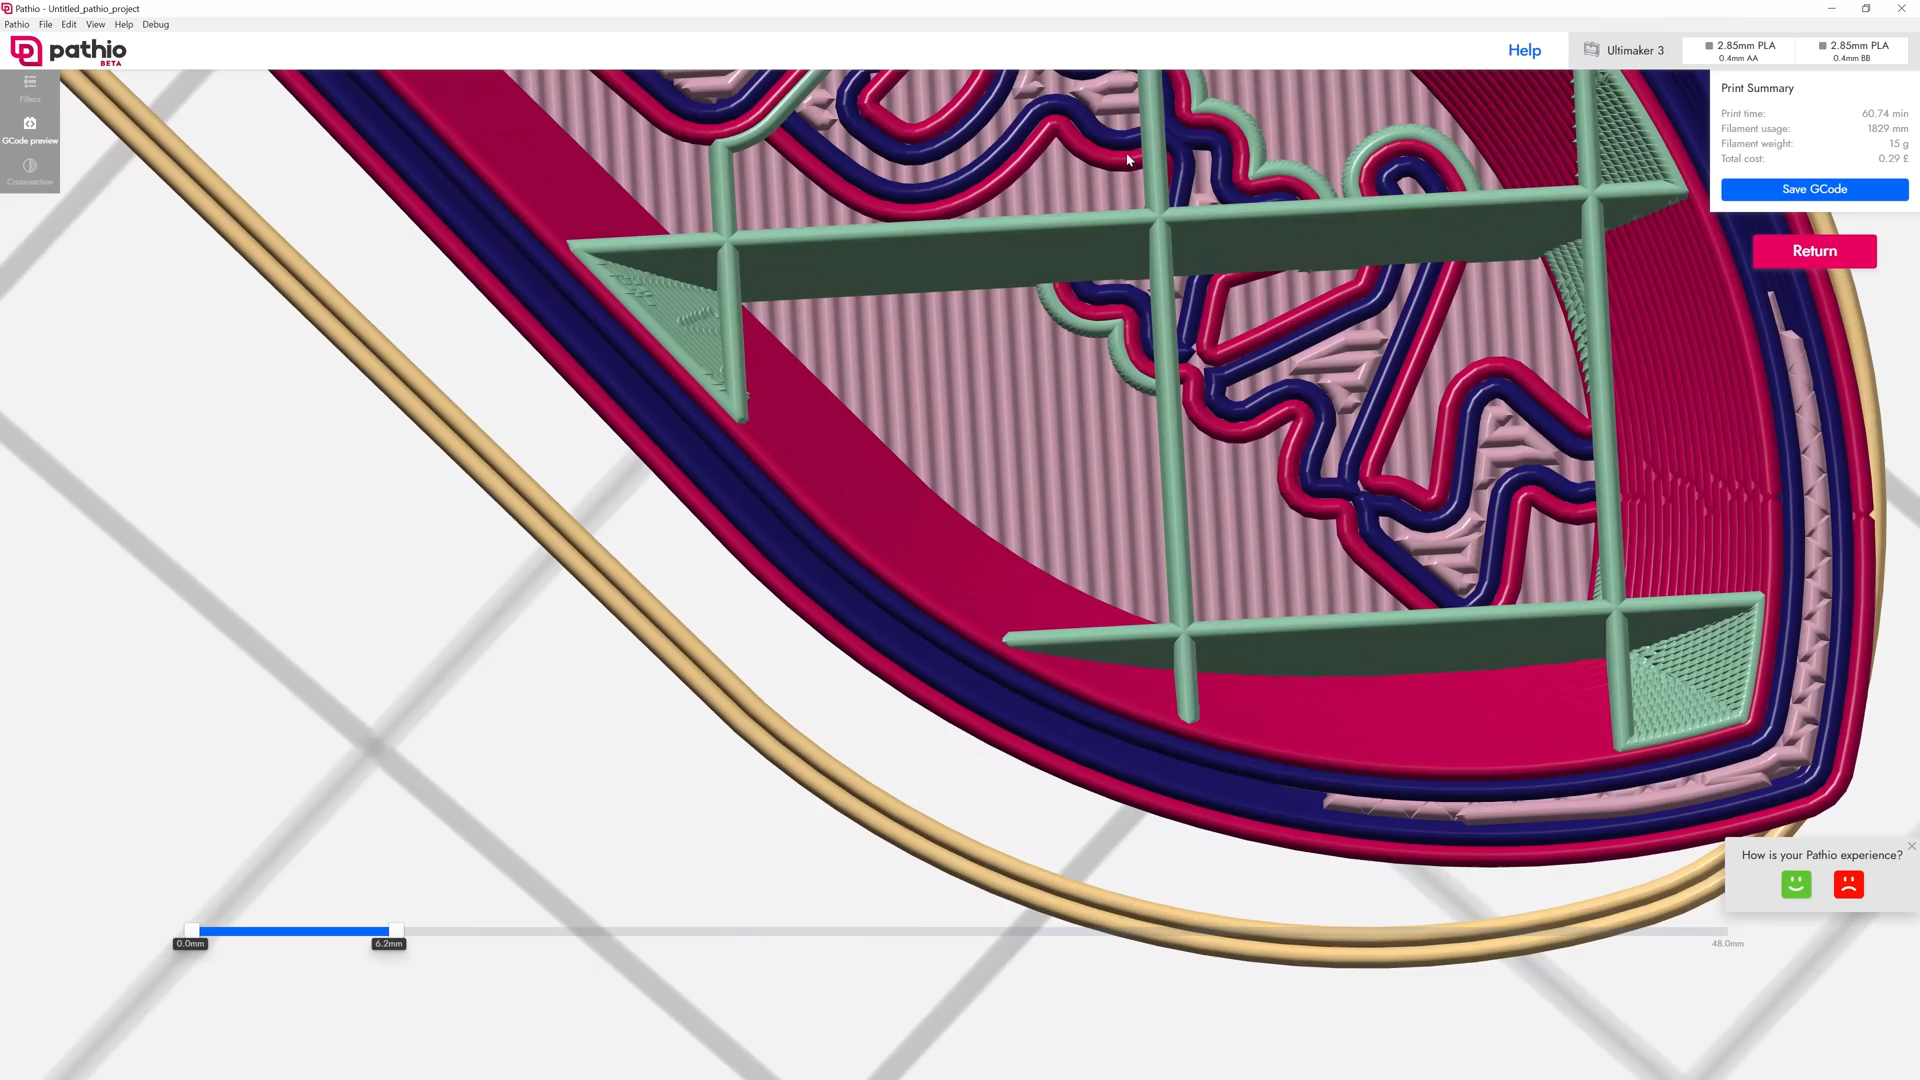 Pathio - Untitled_pathio_project
Pathio File Edit View Help Debug
pathio
BETA
Help
Ultimaker 3
2.85mm PLA
0.4mm AA
2.85mm PLA
0.4mm BB
Filters
GCode preview
Cross-section
Print Summary
Print time: 60.74 min
Filament usage: 1829 mm
Filament weight: 15 g
Total cost: 0.29 £
Save GCode
Return
How is your Pathio experience?
0.0mm
6.2mm
48.0mm